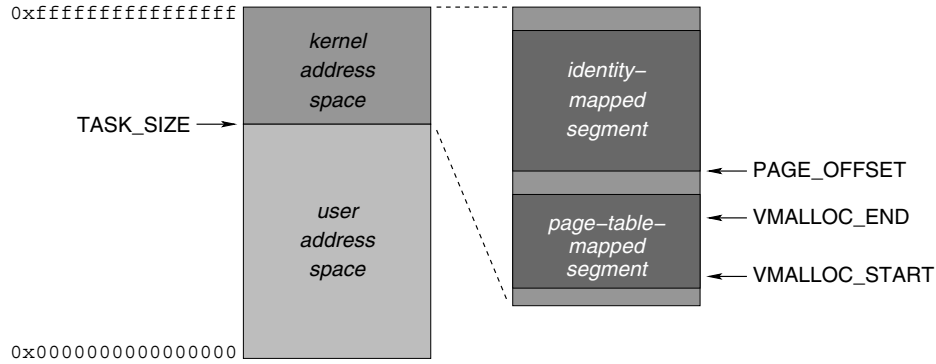 0xffffffffffffffff
kernel
address
space
TASK_SIZE
user
address
space
0x0000000000000000
identity–
mapped
segment
PAGE_OFFSET
VMALLOC_END
page–table–
mapped
segment
VMALLOC_START